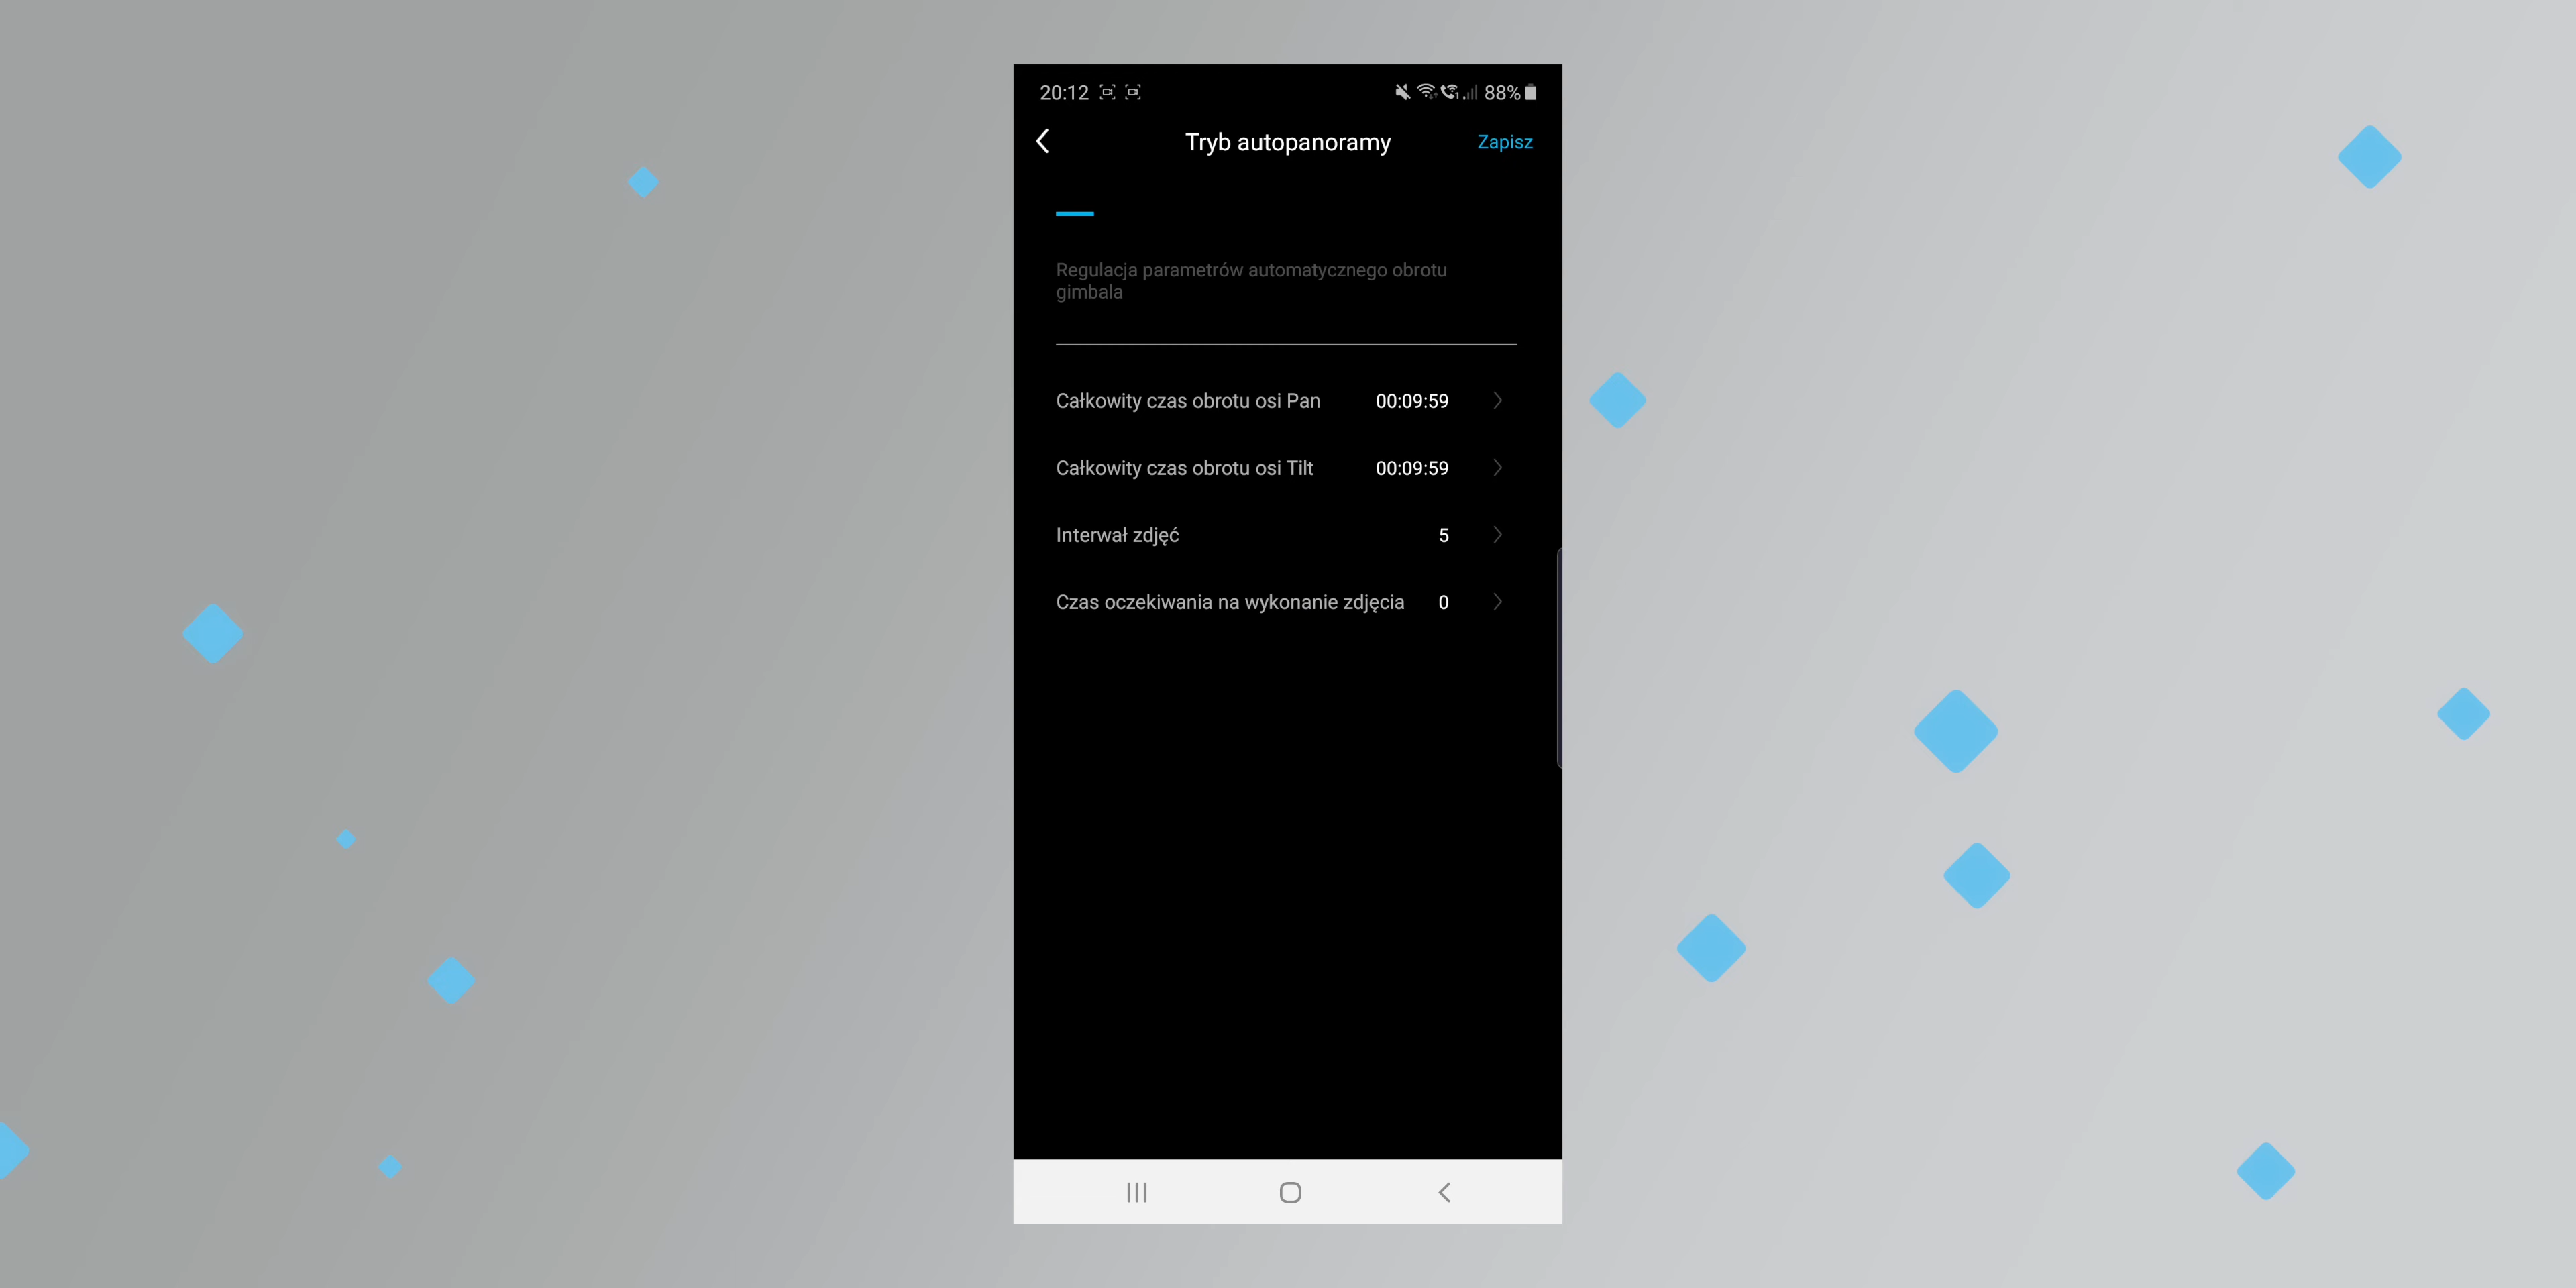 20:12 88%
Tryb autopanoramy Zapisz
Regulacja parametrów automatycznego obrotu
gimbala
Całkowity czas obrotu osi Pan 00:09:59
Całkowity czas obrotu osi Tilt 00:09:59
Interwał zdjęć 5
Czas oczekiwania na wykonanie zdjęcia 0